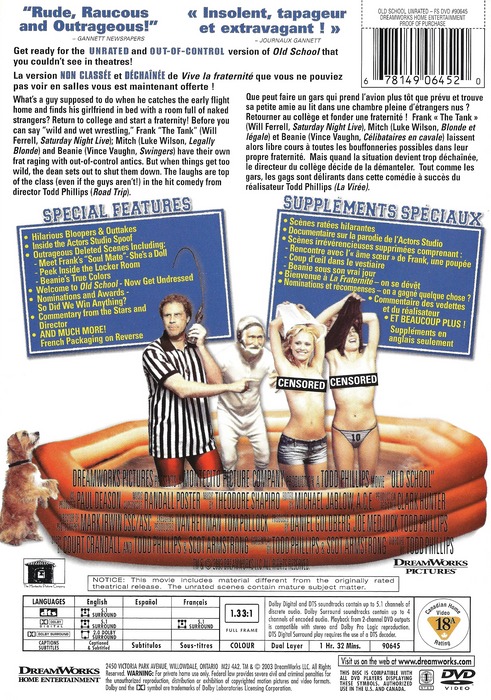 "Rude, Raucous
and Outrageous!"
– GANNETT NEWSPAPERS
« Insolent, tapageur
et extravagant ! »
– JOURNAUX GANNETT
OLD SCHOOL, UNRATED – FS DVD #90645
DREAMWORKS HOME ENTERTAINMENT
PROOF OF PURCHASE
6 78149 06452 0
Get ready for the UNRATED and OUT-OF-CONTROL version of Old School that
you couldn't see in theatres!
La version NON CLASSÉE et DÉCHAÎNÉE de Vive la fraternité que vous ne pouviez
pas voir en salles vous est maintenant offerte !
What's a guy supposed to do when he catches the early flight
home and finds his girlfriend in bed with a room full of naked
strangers? Return to college and start a fraternity! Before you
can say "wild and wet wrestling," Frank "The Tank" (Will
Ferrell, Saturday Night Live); Mitch (Luke Wilson, Legally
Blonde) and Beanie (Vince Vaughn, Swingers) have their own
frat raging with out-of-control antics. But when things get too
wild, the dean sets out to shut them down. The laughs are top
of the class (even if the guys aren't!) in the hit comedy from
director Todd Phillips (Road Trip).
Que peut faire un gars qui prend l'avion plus tôt que prévu et trouve
sa petite amie au lit dans une chambre pleine d'étrangers nus ?
Retourner au collège et fonder une fraternité ! Frank « The Tank »
(Will Ferrell, Saturday Night Live); Mitch (Luke Wilson, Blonde et
légale) et Beanie (Vince Vaughn, Célibataires en cavale) laissent
alors libre cours à toutes les bouffonneries possibles dans leur
propre fraternité. Mais quand la situation devient trop déchaînée,
le directeur du collège décide de la démanteler. Tout comme les
gars, les gags sont délirants dans cette comédie à succès du
réalisateur Todd Phillips (La Virée).
SPECIAL FEATURES
• Hilarious Bloopers & Outtakes
• Inside the Actors Studio Spoof
• Outrageous Deleted Scenes Including:
- Meet Frank's "Soul Mate"-She's a Doll
- Peek Inside the Locker Room
- Beanie's True Colors
• Welcome to Old School - Now Get Undressed
• Nominations and Awards -
So Did We Win Anything?
• Commentary from the Stars and
Director
• AND MUCH MORE!
French Packaging on Reverse
SUPPLÉMENTS SPÉCIAUX
• Scènes ratées hilarantes
• Documentaire sur la parodie de l'Actors Studio
• Scènes irrévérencieuses supprimées comprenant :
- Rencontre avec l'« âme sœur » de Frank, une poupée
- Coup d'œil dans le vestiaire
- Beanie sous son vrai jour
• Bienvenue à La Fraternité – on se dévêt
• Nominations et récompenses – on a gagné quelque chose ?
• Commentaire des vedettes
et du réalisateur
• ET BEAUCOUP PLUS !
Suppléments en
anglais seulement
CENSORED
CENSORED
10
DREAMWORKS PICTURES
MONTECITO PICTURE COMPANY
TODD PHILLIPS
"OLD SCHOOL"
PAUL DEASON
RANDALL POSTER
THEODORE SHAPIRO
MICHAEL JABLOW, A.C.E.
CLARK HUNTER
MARK IRWIN, CSC/ASC
IVAN REITMAN
TOM POLLOCK
DANIEL GOLDBERG JOE MEDJUCK TODD PHILLIPS
COURT CRANDALL AND TODD PHILLIPS & SCOT ARMSTRONG
TODD PHILLIPS & SCOT ARMSTRONG
TODD PHILLIPS
DREAMWORKS
PICTURES
NOTICE: This movie includes material different from the originally rated
theatrical release. The unrated scenes contain mature subject matter.
LANGUAGES
English
Español
Français
dts
5.1
SURROUND
5.1
SURROUND
5.1
SURROUND
2.0 DOLBY
SURROUND
CAPTIONS
SUBTITLES
Captioned
& Subtitled
Subtítulos
Sous-titres
1.33:1
FULL FRAME
COLOUR
Dolby Digital and DTS soundtracks contain up to 5.1 channels of
discrete audio. Dolby Surround soundtracks contain up to 4
channels of encoded audio. Playback from 2-channel DVD outputs
is compatible with stereo and Dolby Pro Logic reproduction.
DTS Digital Surround play requires the use of a DTS decoder.
Dual Layer
1 Hr. 32 Mins.
90645
Canadian Home Video
18A
Rating
Visit us on the web at www.dreamworks.com
DREAMWORKS
HOME ENTERTAINMENT
2450 VICTORIA PARK AVENUE, WILLOWDALE, ONTARIO M2J 4A2, TM & © 2003 DreamWorks LLC. All Rights
Reserved. WARNING: For private home use only. Federal law provides severe civil and criminal penalties for
the unauthorized reproduction, distribution or exhibition of copyrighted motion pictures and video formats.
Dolby and the DD symbol are trademarks of Dolby Laboratories Licensing Corporation.
THIS DISC IS COMPATIBLE WITH
ALL DVD PLAYERS DISPLAYING
THESE SYMBOLS. AUTHORIZED
FOR USE IN U.S. AND CANADA.
1
DVD
VIDEO